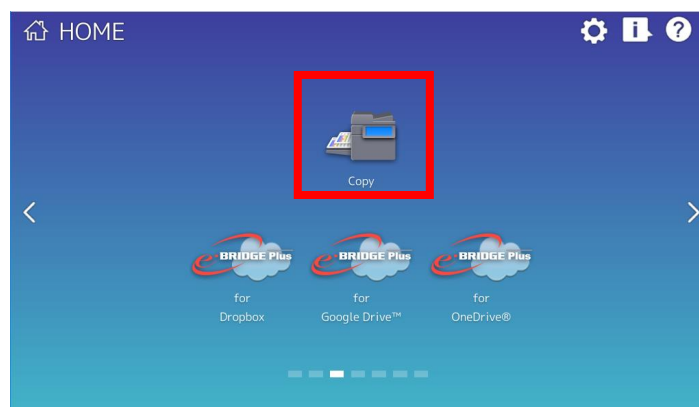 HOME
Copy
e-BRIDGE Plus e-BRIDGE Plus e-BRIDGE Plus
for for for
Dropbox Google Drive™ OneDrive®